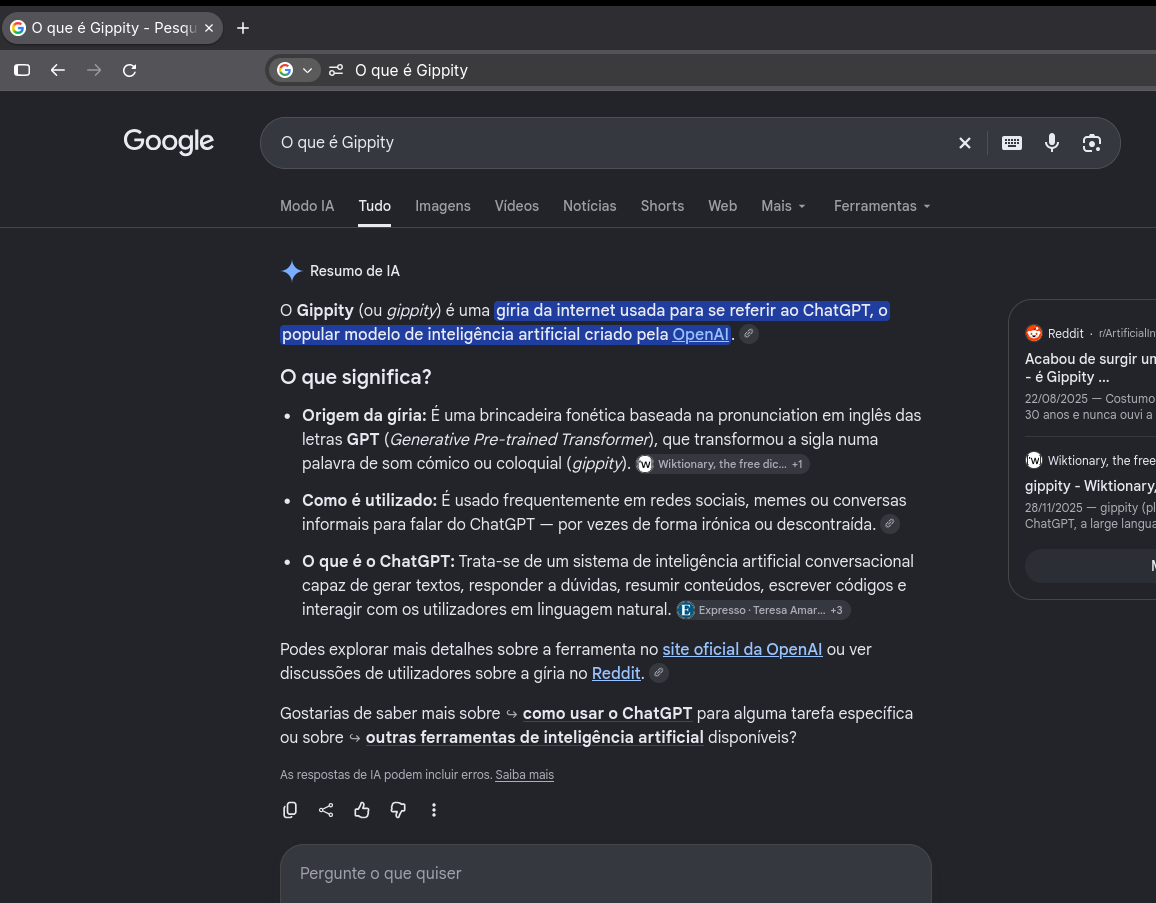 O que é Gippity - Pesqu
O que é Gippity
Google
O que é Gippity
Modo IA Tudo Imagens Vídeos Notícias Shorts Web Mais Ferramentas
Resumo de IA
O Gippity (ou gippity) é uma gíria da internet usada para se referir ao ChatGPT, o
popular modelo de inteligência artificial criado pela OpenAI.
O que significa?
• Origem da gíria: É uma brincadeira fonética baseada na pronunciation em inglês das
letras GPT (Generative Pre-trained Transformer), que transformou a sigla numa
palavra de som cómico ou coloquial (gippity). Wiktionary, the free dic... +1
• Como é utilizado: É usado frequentemente em redes sociais, memes ou conversas
informais para falar do ChatGPT — por vezes de forma irónica ou descontraída.
• O que é o ChatGPT: Trata-se de um sistema de inteligência artificial conversacional
capaz de gerar textos, responder a dúvidas, resumir conteúdos, escrever códigos e
interagir com os utilizadores em linguagem natural. Expresso · Teresa Amar... +3
Podes explorar mais detalhes sobre a ferramenta no site oficial da OpenAI ou ver
discussões de utilizadores sobre a gíria no Reddit.
Gostarias de saber mais sobre ↪ como usar o ChatGPT para alguma tarefa específica
ou sobre ↪ outras ferramentas de inteligência artificial disponíveis?
As respostas de IA podem incluir erros. Saiba mais
Pergunte o que quiser
Reddit · r/ArtificialIn
Acabou de surgir um
- é Gippity ...
22/08/2025 — Costumo
30 anos e nunca ouvi a
Wiktionary, the free
gippity - Wiktionary,
28/11/2025 — gippity (pl
ChatGPT, a large langua